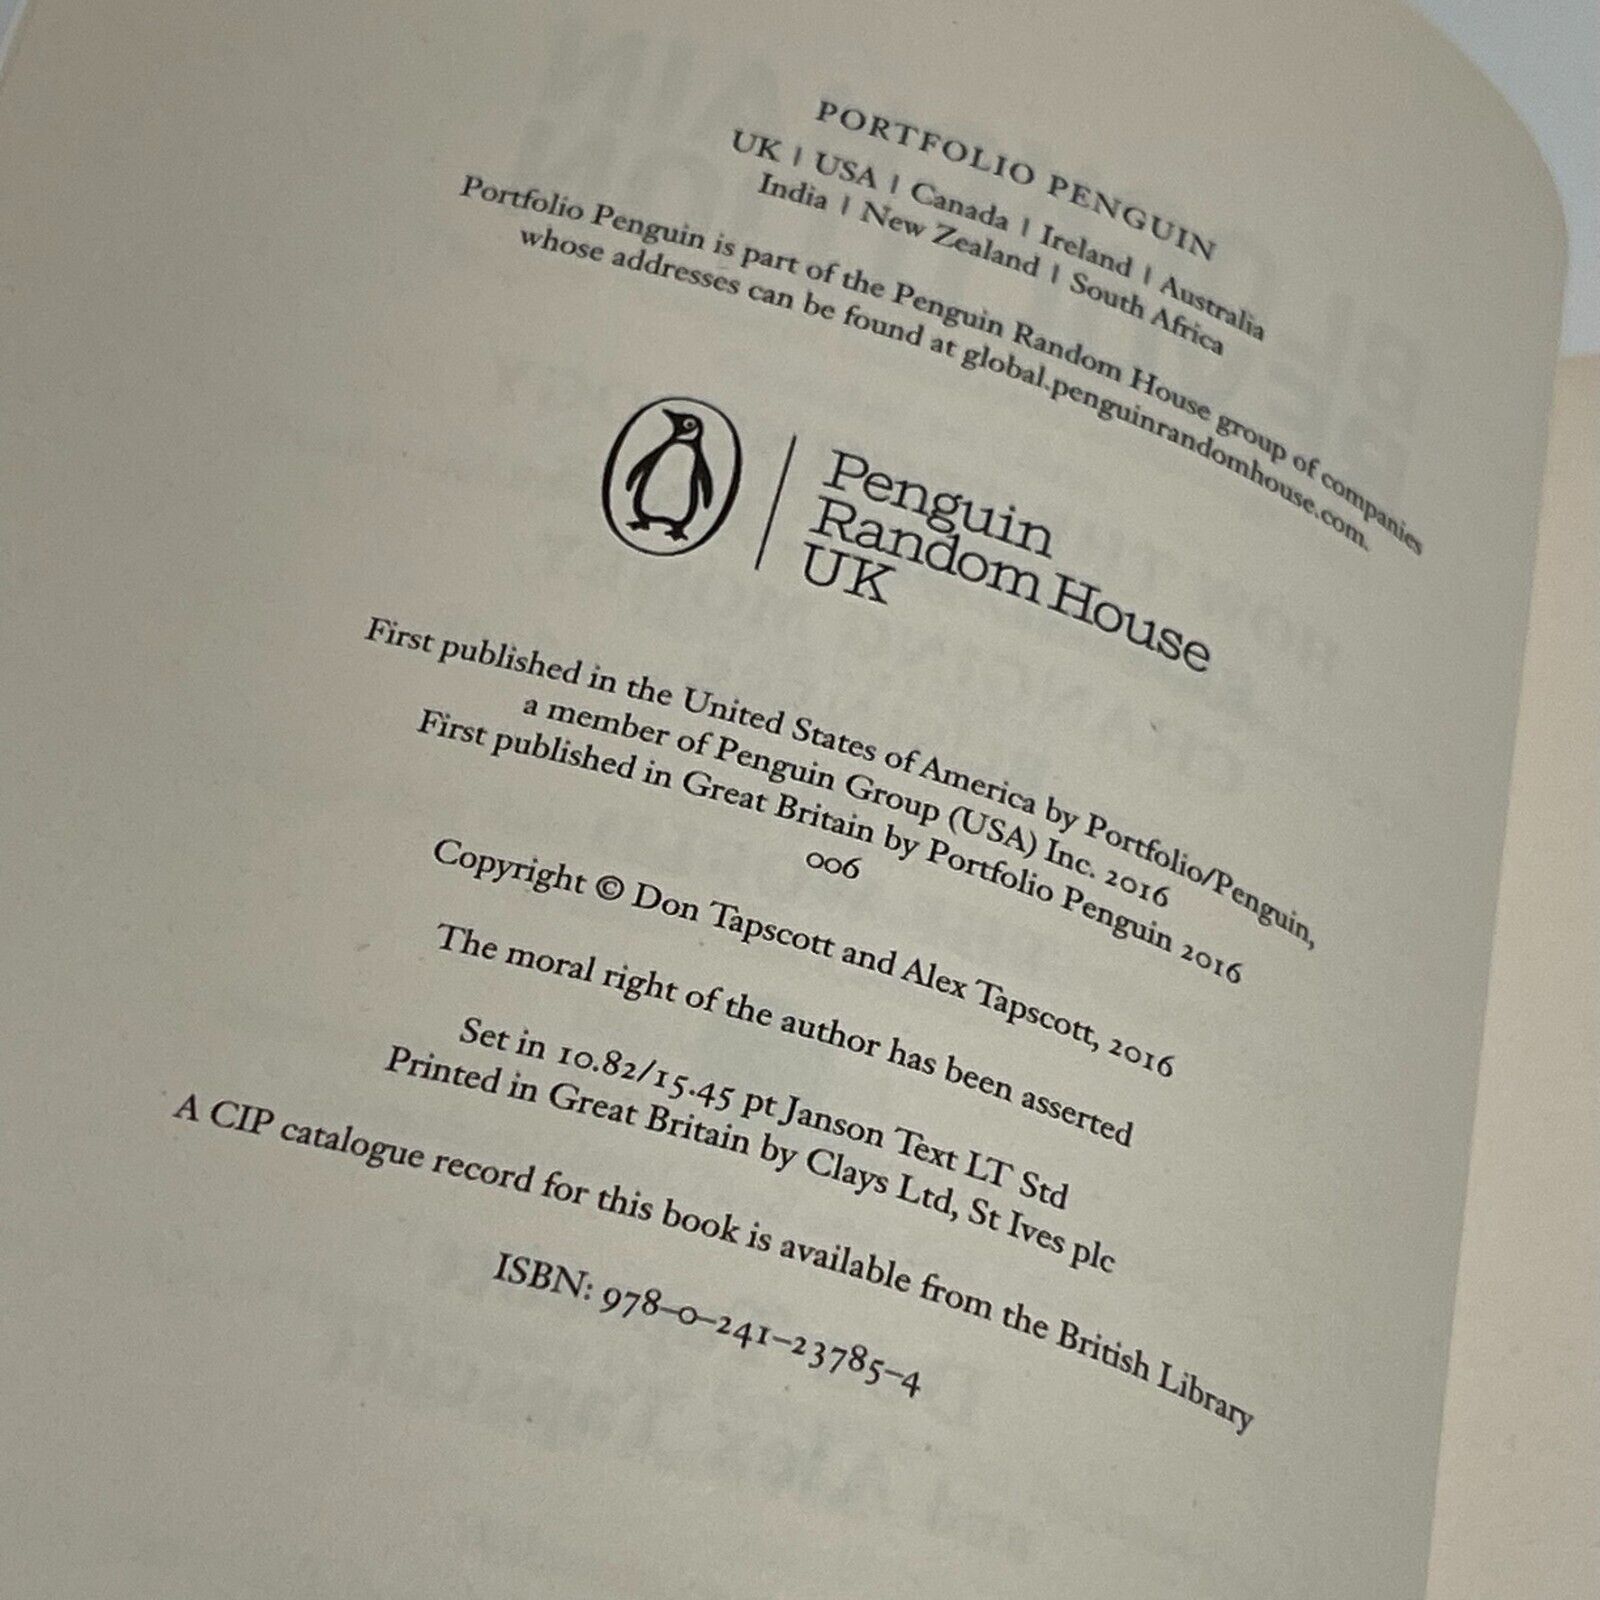 PORTFOLIO PENGUIN
UK | USA | Canada | Ireland | Australia
India | New Zealand | South Africa
Portfolio Penguin is part of the Penguin Random House group of companies
whose addresses can be found at global.penguinrandomhouse.com.
Penguin
Random House
UK
First published in the United States of America by Portfolio/Penguin,
a member of Penguin Group (USA) Inc. 2016
First published in Great Britain by Portfolio Penguin 2016
006
Copyright © Don Tapscott and Alex Tapscott, 2016
The moral right of the author has been asserted
Set in 10.82/15.45 pt Janson Text LT Std
Printed in Great Britain by Clays Ltd, St Ives plc
A CIP catalogue record for this book is available from the British Library
ISBN: 978–0–241–23785–4